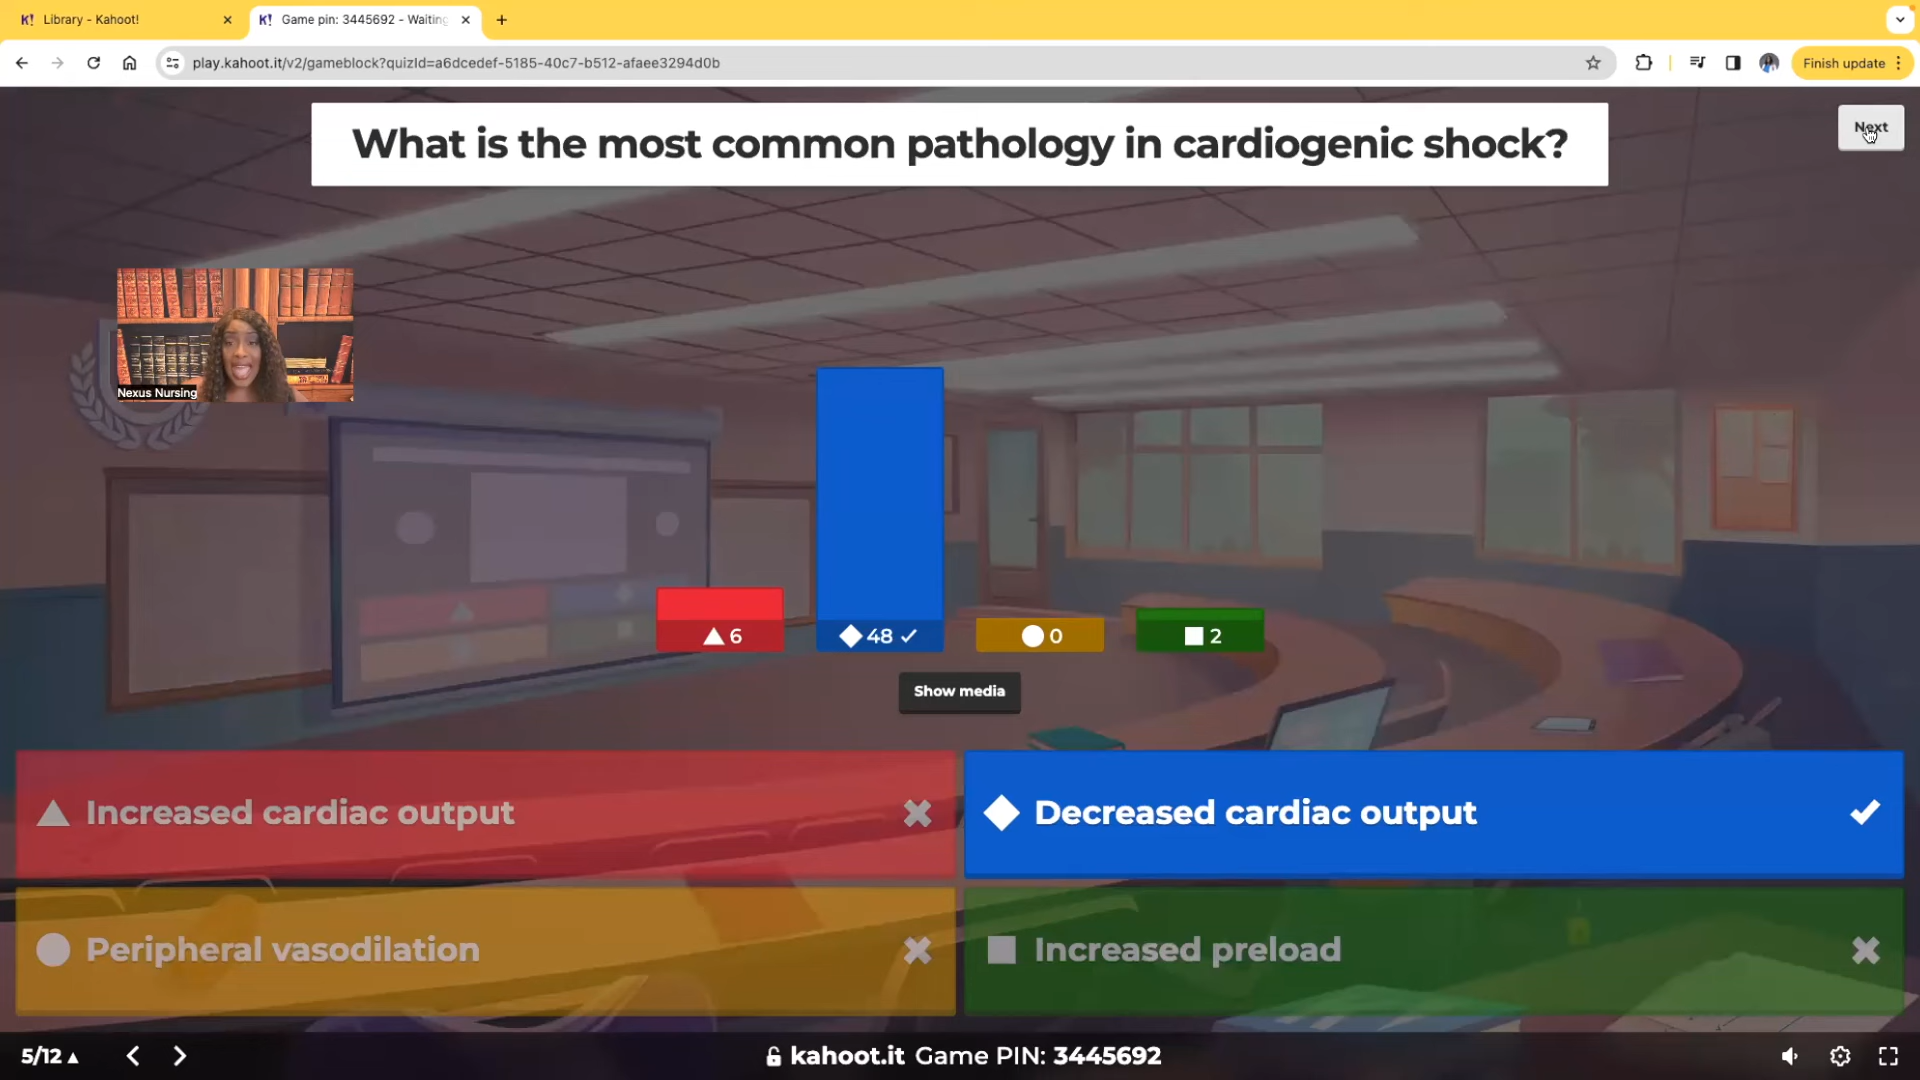 Library - Kahoot!
Game pin: 3445692 - Waiting
play.kahoot.it/v2/gameblock?quizId=a6dcedef-5185-40c7-b512-afaee3294d0b
Finish update
What is the most common pathology in cardiogenic shock?
Next
Nexus Nursing
6
48
0
2
Show media
Increased cardiac output
Decreased cardiac output
Peripheral vasodilation
Increased preload
5/12
kahoot.it Game PIN: 3445692